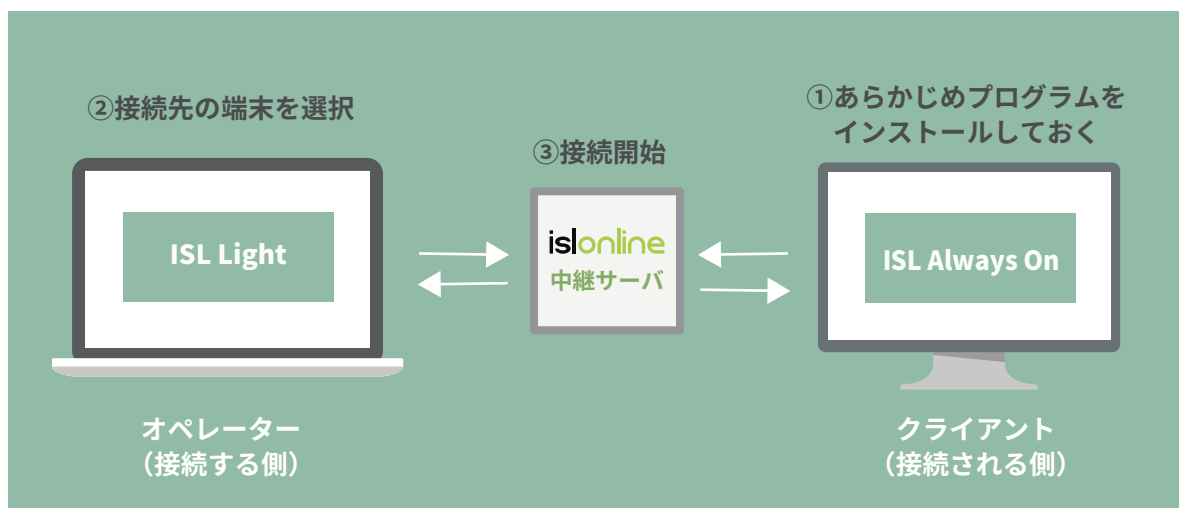 ②接続先の端末を選択
①あらかじめプログラムを
インストールしておく
③接続開始
ISL Light
islonline
中継サーバ
ISL Always On
オペレーター
（接続する側）
クライアント
（接続される側）